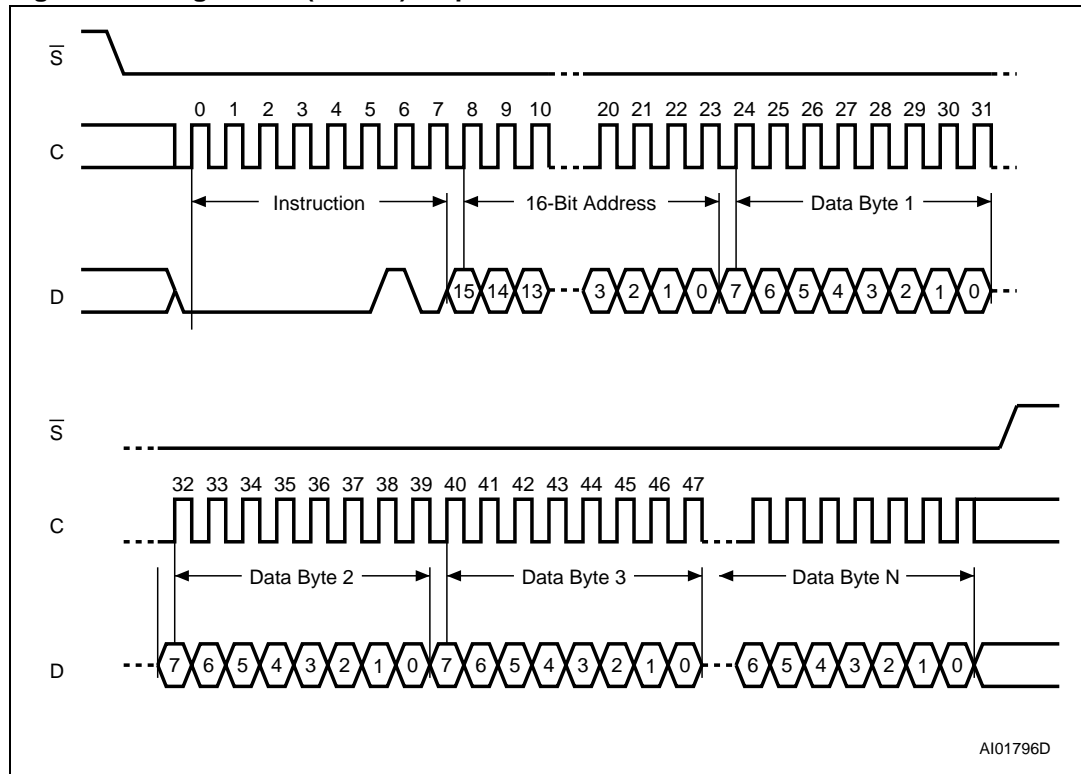 S
0 1 2 3 4 5 6 7 8 9 10 20 21 22 23 24 25 26 27 28 29 30 31
C
Instruction 16-Bit Address Data Byte 1
D
15 14 13 3 2 1 0 7 6 5 4 3 2 1 0
S
32 33 34 35 36 37 38 39 40 41 42 43 44 45 46 47
C
Data Byte 2 Data Byte 3 Data Byte N
D
7 6 5 4 3 2 1 0 7 6 5 4 3 2 1 0 6 5 4 3 2 1 0
AI01796D